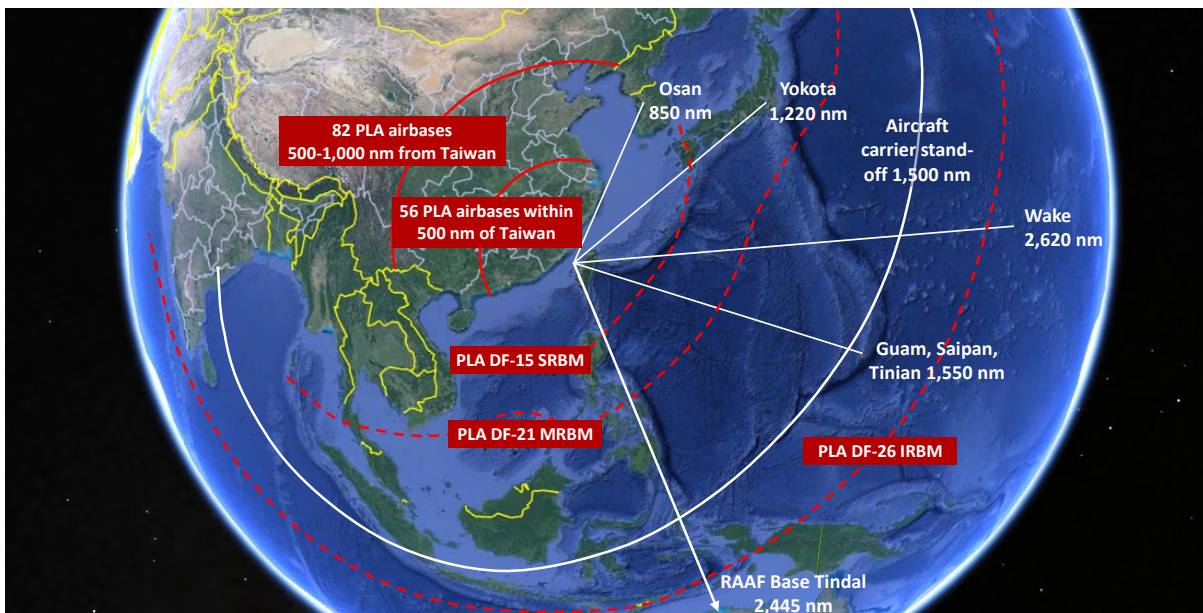 Osan
850 nm
Yokota
1,220 nm
82 PLA airbases
500-1,000 nm from Taiwan
Aircraft
carrier stand-
off 1,500 nm
56 PLA airbases within
500 nm of Taiwan
Wake
2,620 nm
PLA DF-15 SRBM
Guam, Saipan,
Tinian 1,550 nm
PLA DF-21 MRBM
PLA DF-26 IRBM
RAAF Base Tindal
2,445 nm